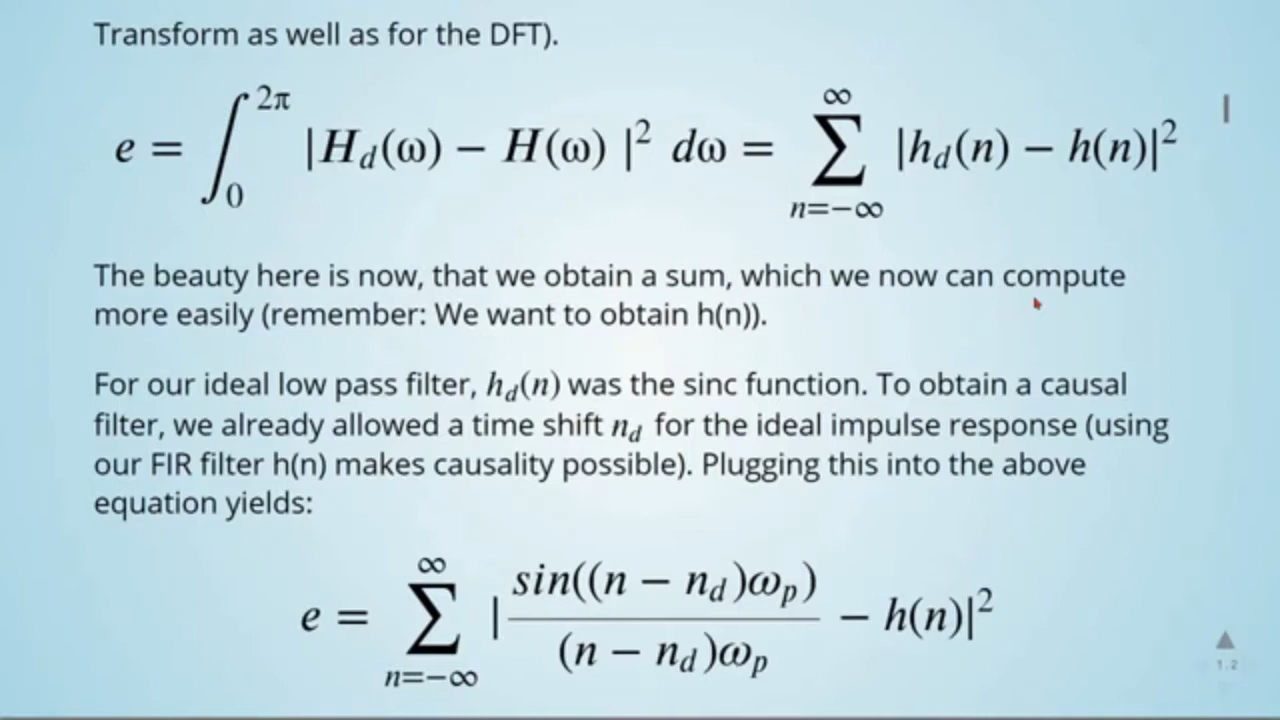 Transform as well as for the DFT).
e = ∫₀^{2π} |H_d(ω) − H(ω) |² dω = ∑_{n=−∞}^{∞} |h_d(n) − h(n)|²
The beauty here is now, that we obtain a sum, which we now can compute
more easily (remember: We want to obtain h(n)).
For our ideal low pass filter, h_d(n) was the sinc function. To obtain a causal
filter, we already allowed a time shift n_d for the ideal impulse response (using
our FIR filter h(n) makes causality possible). Plugging this into the above
equation yields:
e = ∑_{n=−∞}^{∞} |sin((n − n_d)ω_p) / (n − n_d)ω_p − h(n)|²
1.2